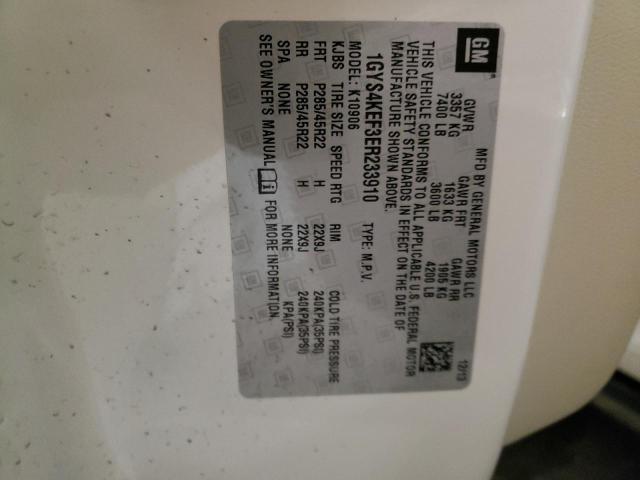 GM
MFD BY GENERAL MOTORS LLC 12/13
GVWR GAWR FRT GAWR RR
3357 KG 1633 KG 1905 KG
7400 LB 3600 LB 4200 LB
THIS VEHICLE CONFORMS TO ALL APPLICABLE U.S. FEDERAL MOTOR
VEHICLE SAFETY STANDARDS IN EFFECT ON THE DATE OF
MANUFACTURE SHOWN ABOVE.
1GYS4KEF3ER233910 TYPE: M.P.V.
MODEL: K10906
KJBS TIRE SIZE SPEED RTG RIM COLD TIRE PRESSURE
FRT P285/45R22 H 22X9J 240KPA(35PSI)
RR P285/45R22 H 22X9J 240KPA(35PSI)
SPA NONE NONE KPA(PSI)
SEE OWNER'S MANUAL FOR MORE INFORMATION.